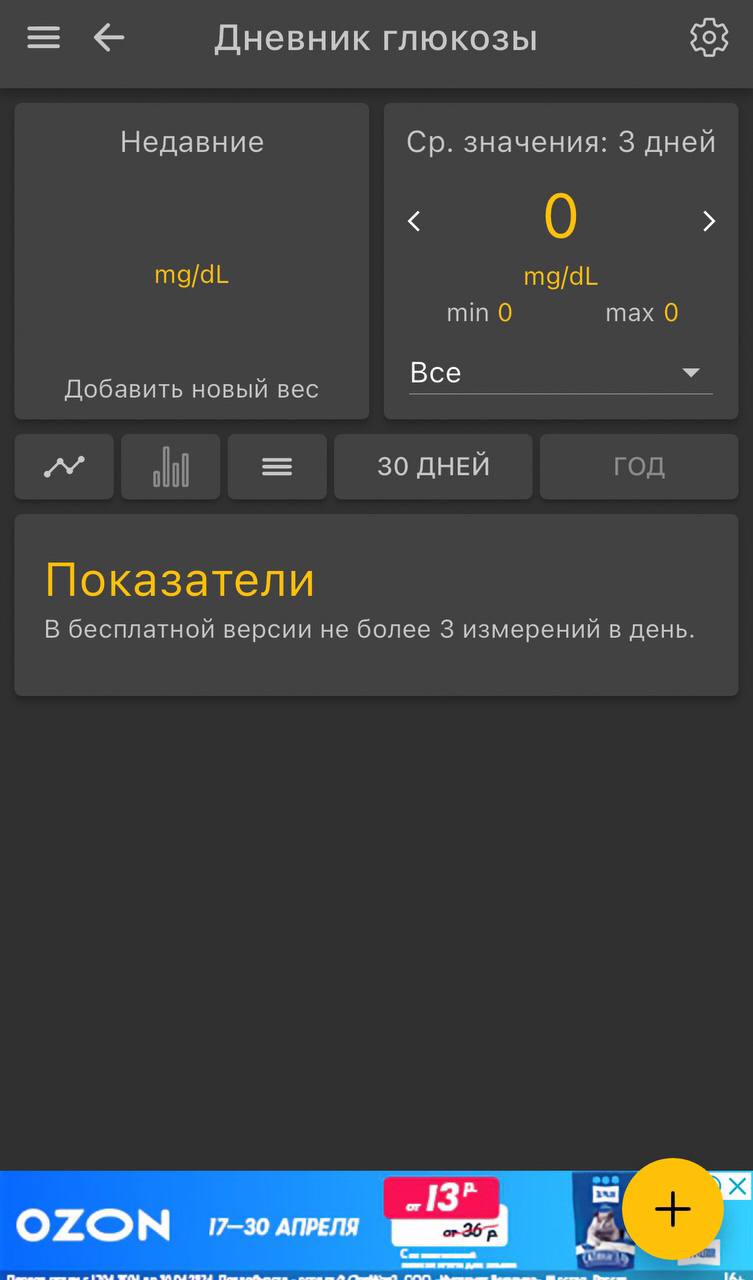 Дневник глюкозы
Недавние
mg/dL
Добавить новый вес
Ср. значения: 3 дней
0
mg/dL
min 0 max 0
Все
30 ДНЕЙ ГОД
Показатели
В бесплатной версии не более 3 измерений в день.
OZON
17–30 АПРЕЛЯ
от 13 р
от 36 р